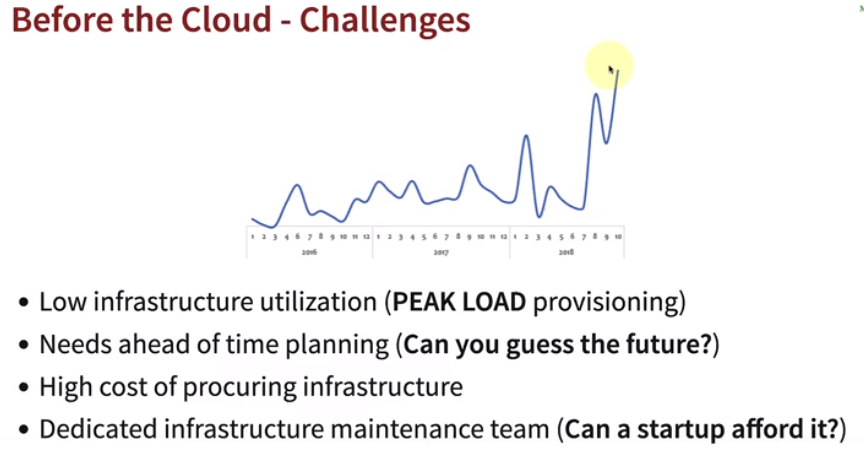 Before the Cloud - Challenges
1 2 3 4 6 7 8 9 10 11 12 1 2 3 4 5 6 7 8 9 10 11 12 1 2 3 4 5 6 7 8 9 10
2016 2017 2018
• Low infrastructure utilization (PEAK LOAD provisioning)
• Needs ahead of time planning (Can you guess the future?)
• High cost of procuring infrastructure
• Dedicated infrastructure maintenance team (Can a startup afford it?)